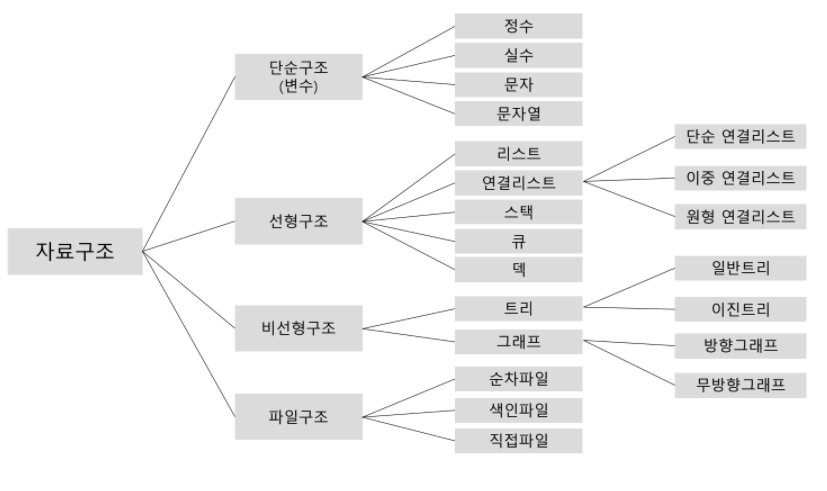 자료구조
단순구조
(변수)
정수
실수
문자
문자열
선형구조
리스트
연결리스트
단순 연결리스트
이중 연결리스트
원형 연결리스트
스택
큐
덱
비선형구조
트리
일반트리
이진트리
그래프
방향그래프
무방향그래프
파일구조
순차파일
색인파일
직접파일